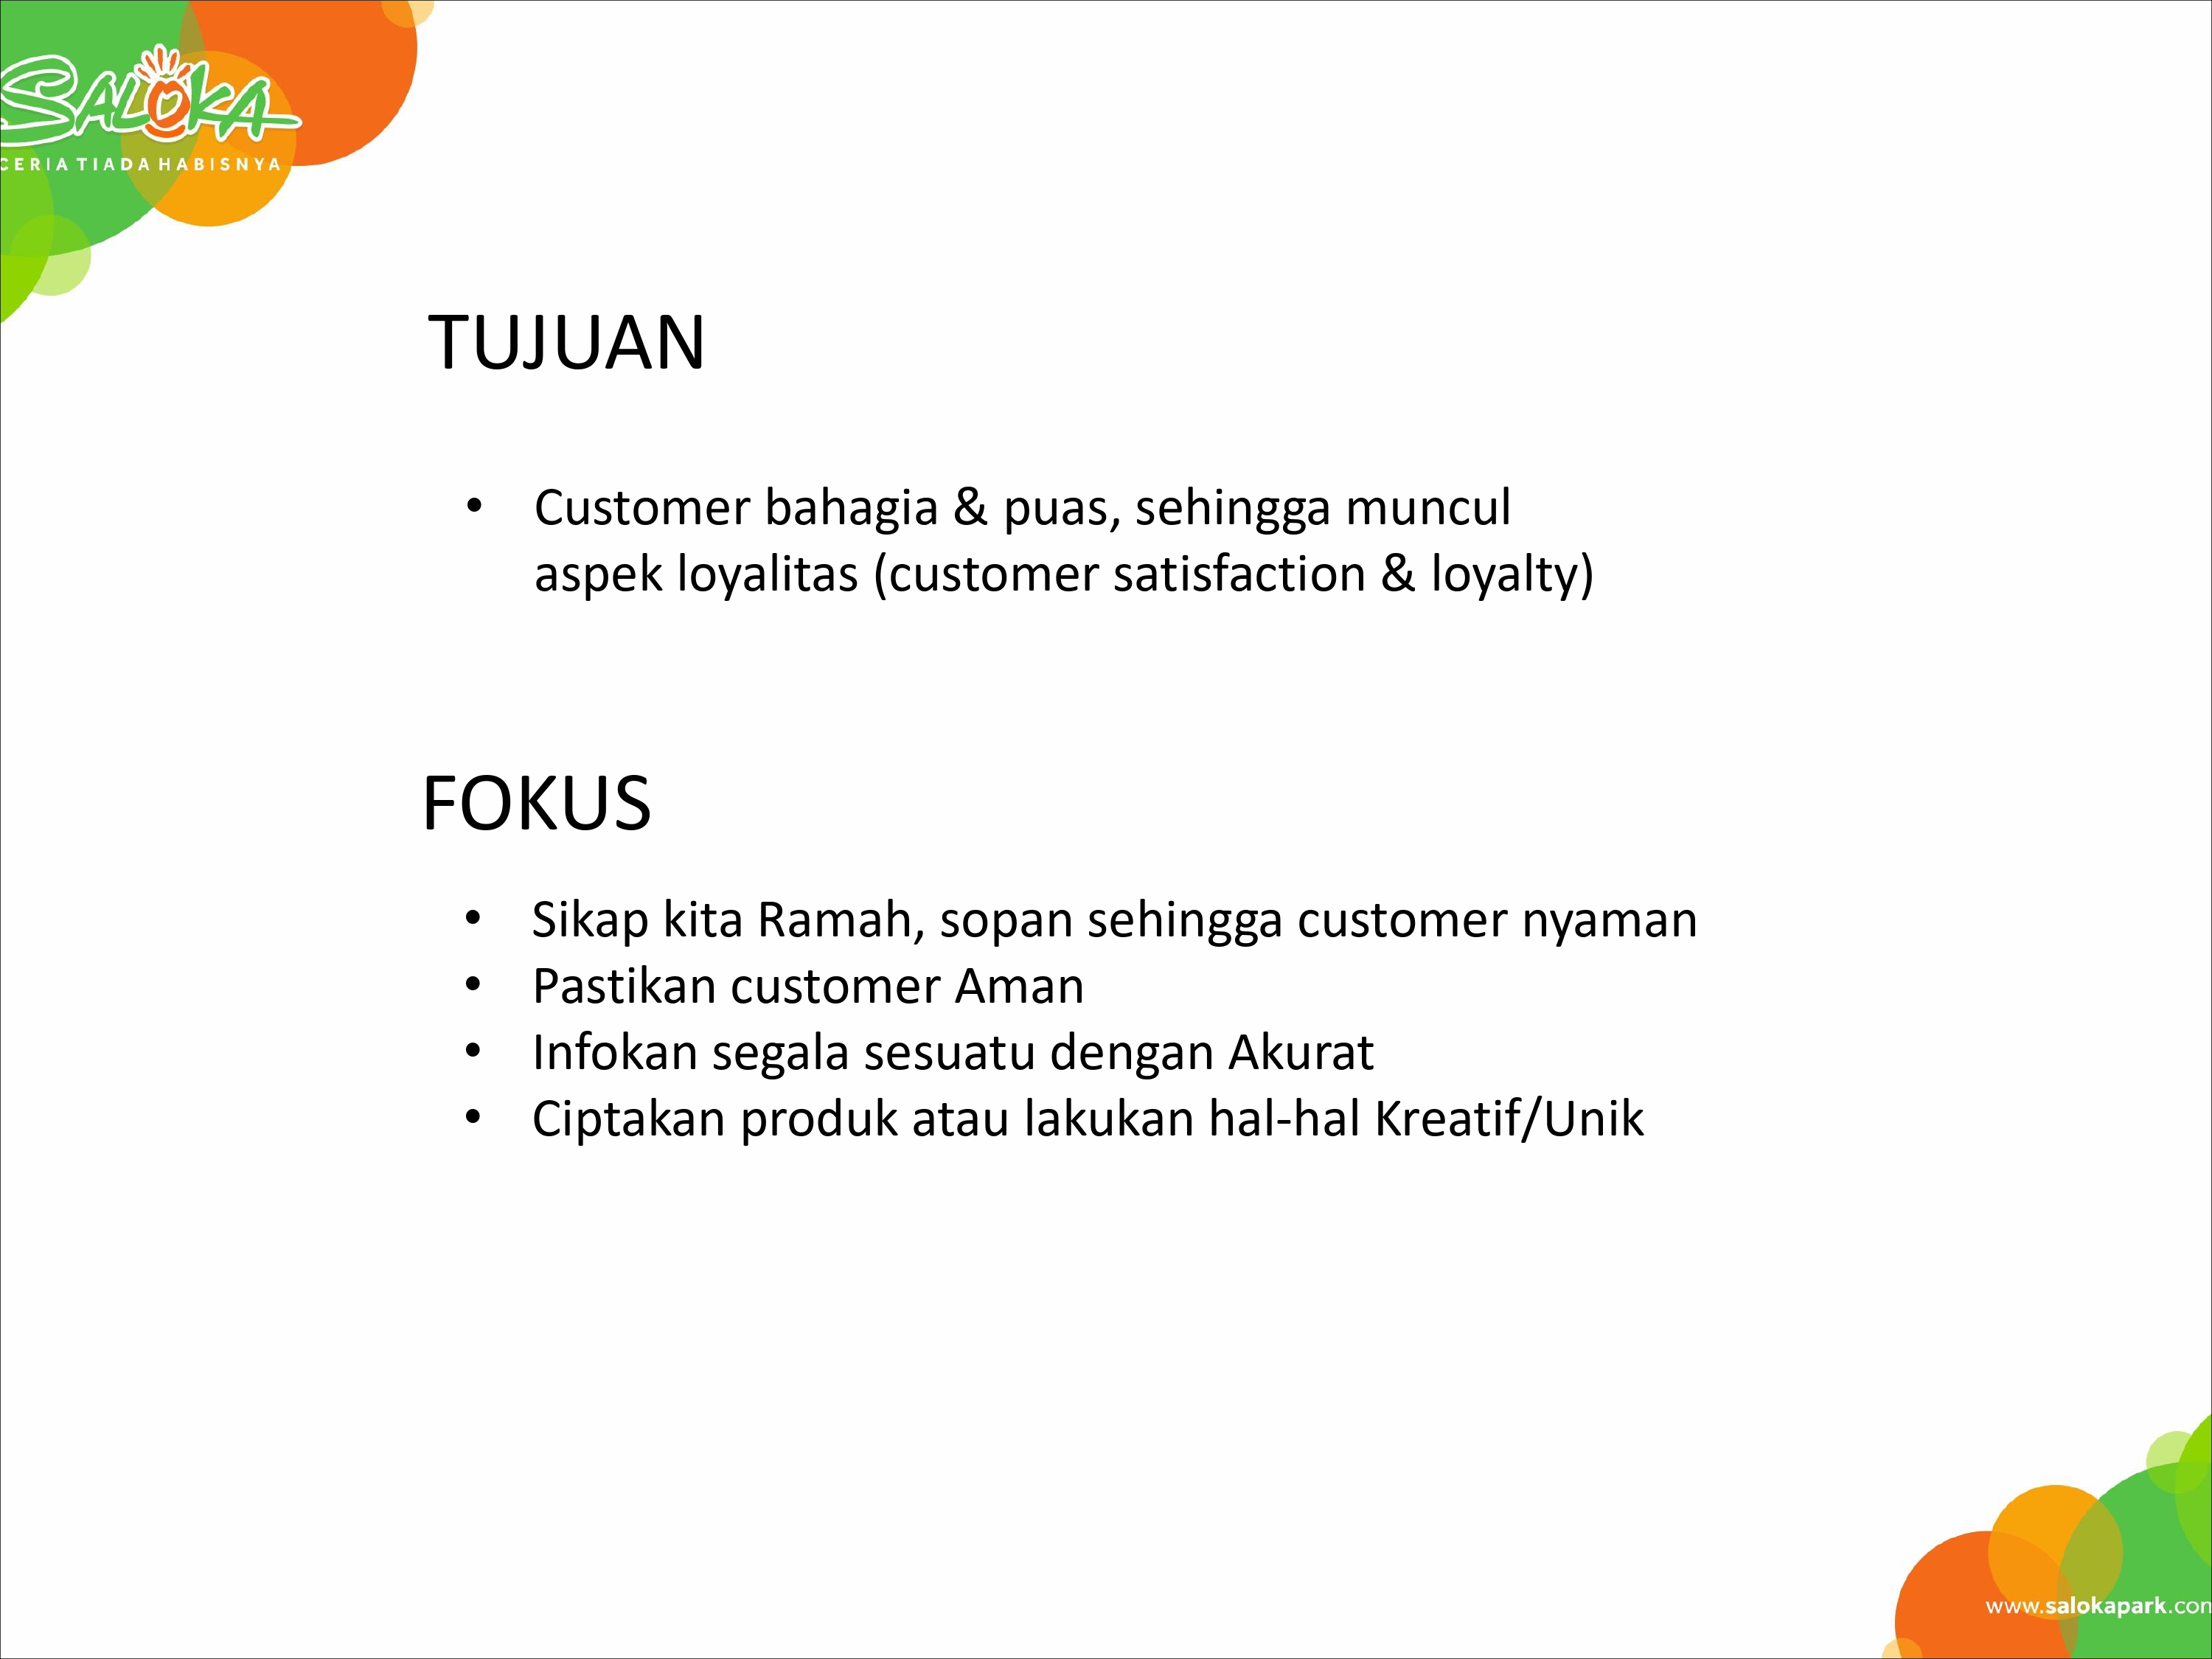 SALOKA
CERIA TIADA HABISNYA
TUJUAN
• Customer bahagia & puas, sehingga muncul
aspek loyalitas (customer satisfaction & loyalty)
FOKUS
• Sikap kita Ramah, sopan sehingga customer nyaman
• Pastikan customer Aman
• Infokan segala sesuatu dengan Akurat
• Ciptakan produk atau lakukan hal-hal Kreatif/Unik
www.salokapark.com